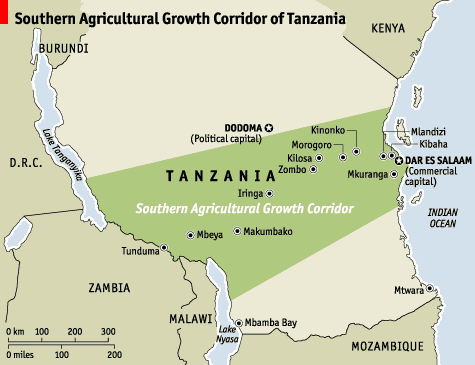 Southern Agricultural Growth Corridor of Tanzania
KENYA
BURUNDI
Lake Tanganyika
DODOMA
(Political capital)
Kinonko
Mlandizi
Morogoro
Kibaha
D.R.C.
Kilosa
DAR ES SALAAM
(Commercial
capital)
TANZANIA
Zombo
Mkuranga
Iringa
Southern Agricultural Growth Corridor
INDIAN
OCEAN
Mbeya
Makumbako
Tunduma
ZAMBIA
Mtwara
MALAWI
Lake
Nyasa
Mbamba Bay
MOZAMBIQUE
0 km 100 300
0 miles 100 200